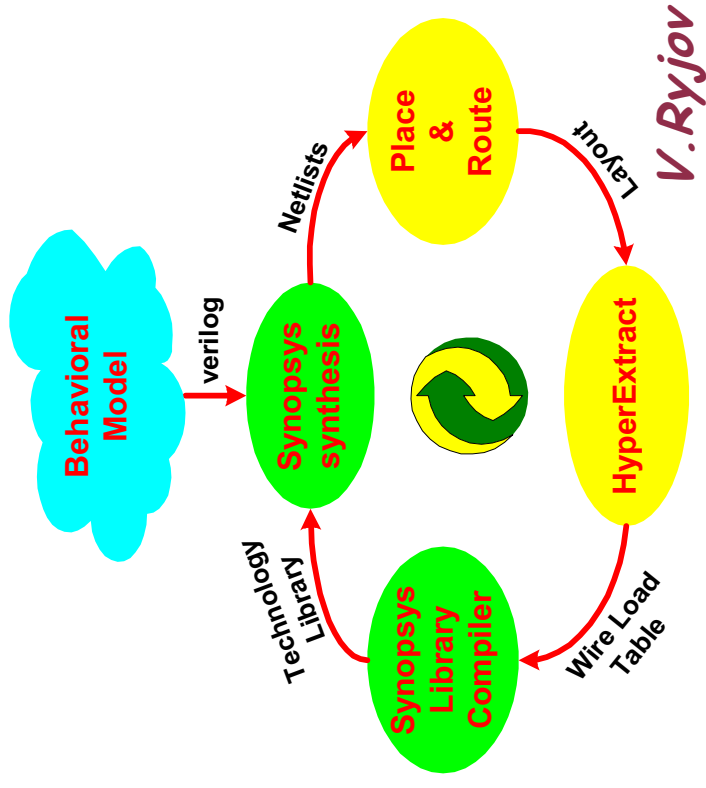 Behavioral
Model
verilog
Synopsys
synthesis
Netlists
Place
&
Route
Layout
HyperExtract
Wire Load
Table
Synopsys
Library
Compiler
Technology
Library
V.Ryjov